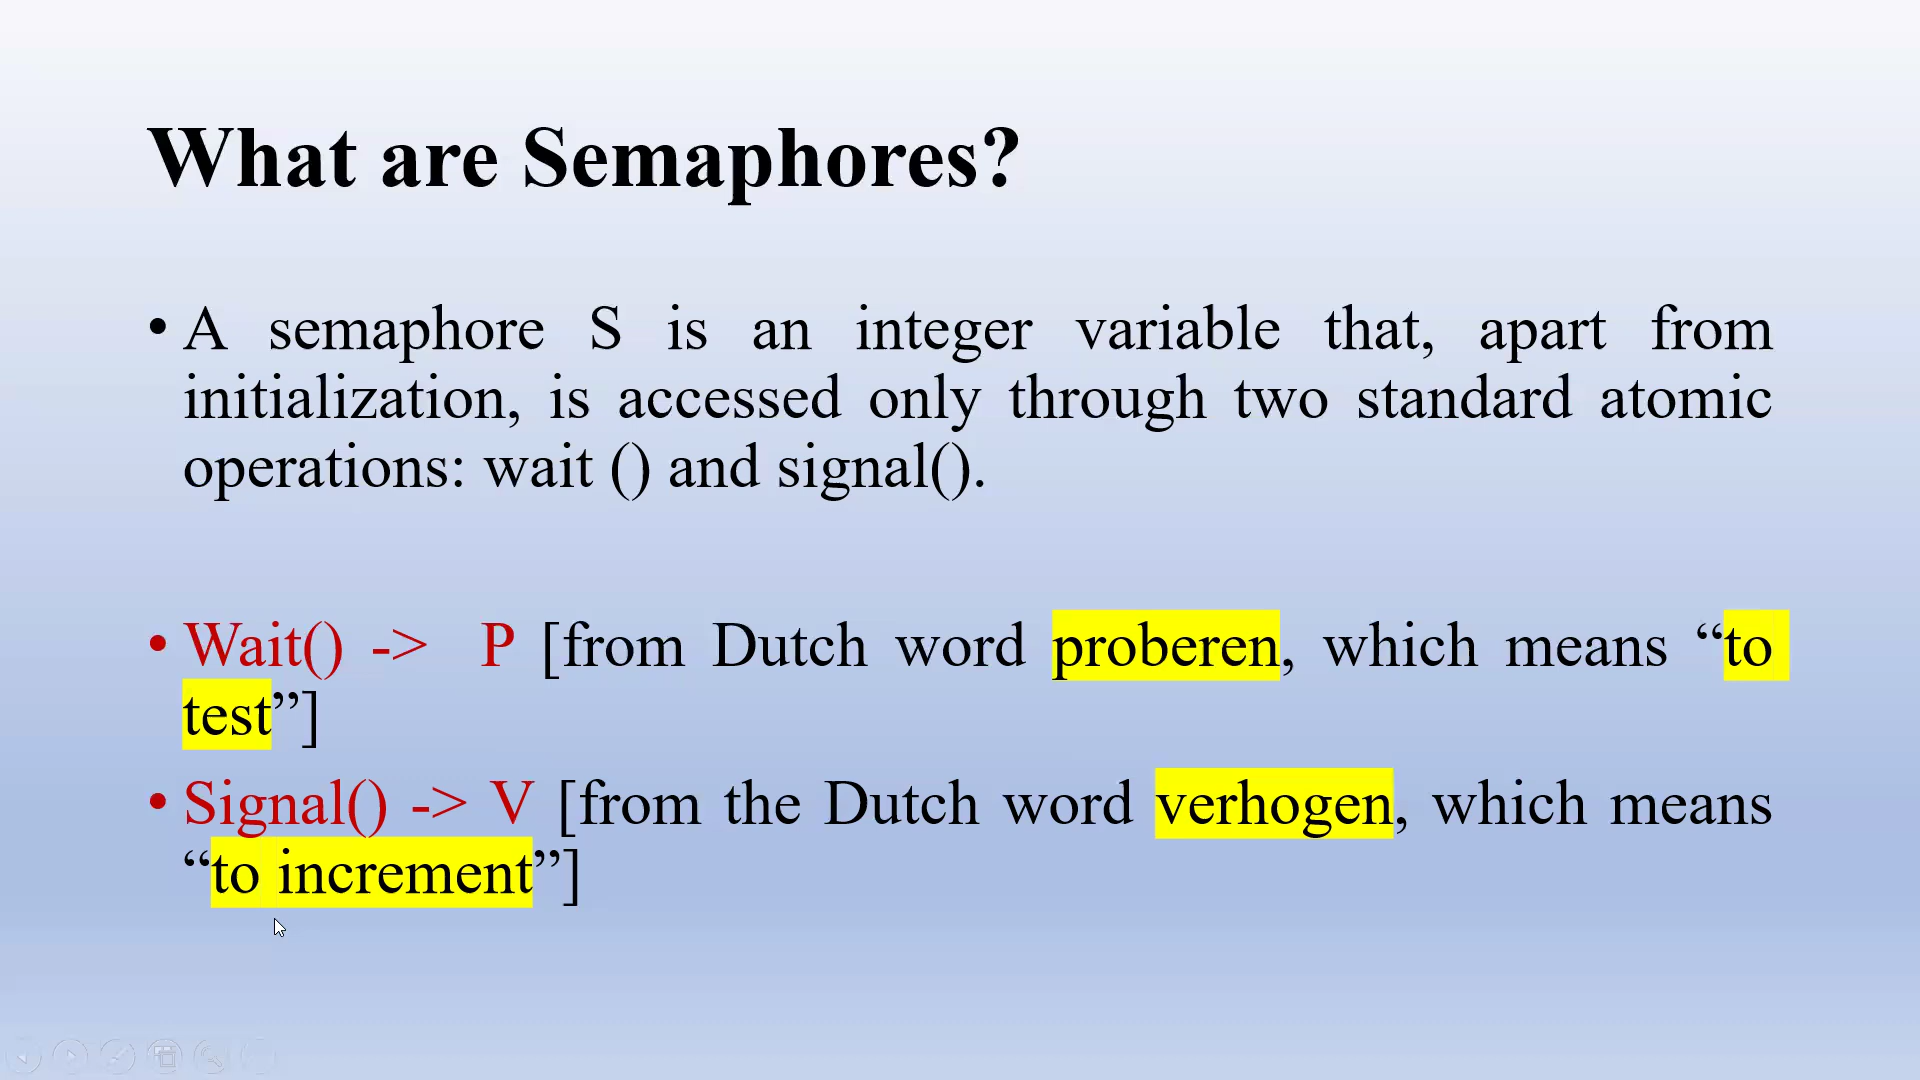 What are Semaphores?
• A semaphore S is an integer variable that, apart from
initialization, is accessed only through two standard atomic
operations: wait () and signal().
• Wait() -> P [from Dutch word proberen, which means “to
test”]
• Signal() -> V [from the Dutch word verhogen, which means
“to increment”]